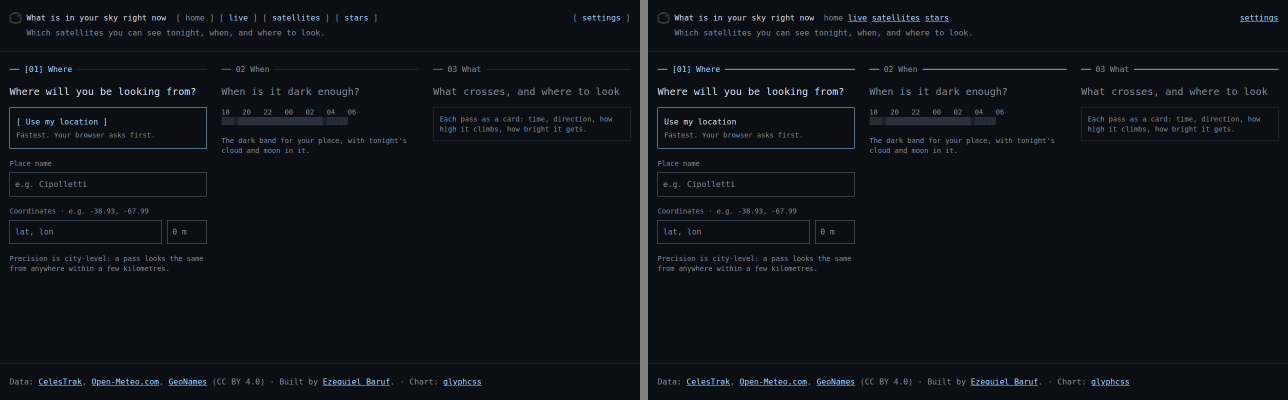 What is in your sky right now [ home ] [ live ] [ satellites ] [ stars ] [ settings ]
Which satellites you can see tonight, when, and where to look.
[01] Where
Where will you be looking from?
[ Use my location ]
Fastest. Your browser asks first.
Place name
e.g. Cipolletti
Coordinates · e.g. -38.93, -67.99
lat, lon
0 m
Precision is city-level: a pass looks the same
from anywhere within a few kilometres.
02 When
When is it dark enough?
18 20 22 00 02 04 06
The dark band for your place, with tonight's
cloud and moon in it.
03 What
What crosses, and where to look
Each pass as a card: time, direction, how
high it climbs, how bright it gets.
Data: CelesTrak, Open-Meteo.com, GeoNames (CC BY 4.0) · Built by Ezequiel Baruf. · Chart: glyphcss
What is in your sky right now home live satellites stars settings
Which satellites you can see tonight, when, and where to look.
[01] Where
Where will you be looking from?
Use my location
Fastest. Your browser asks first.
Place name
e.g. Cipolletti
Coordinates · e.g. -38.93, -67.99
lat, lon
0 m
Precision is city-level: a pass looks the same
from anywhere within a few kilometres.
02 When
When is it dark enough?
18 20 22 00 02 04 06
The dark band for your place, with tonight's
cloud and moon in it.
03 What
What crosses, and where to look
Each pass as a card: time, direction, how
high it climbs, how bright it gets.
Data: CelesTrak, Open-Meteo.com, GeoNames (CC BY 4.0) · Built by Ezequiel Baruf. · Chart: glyphcss